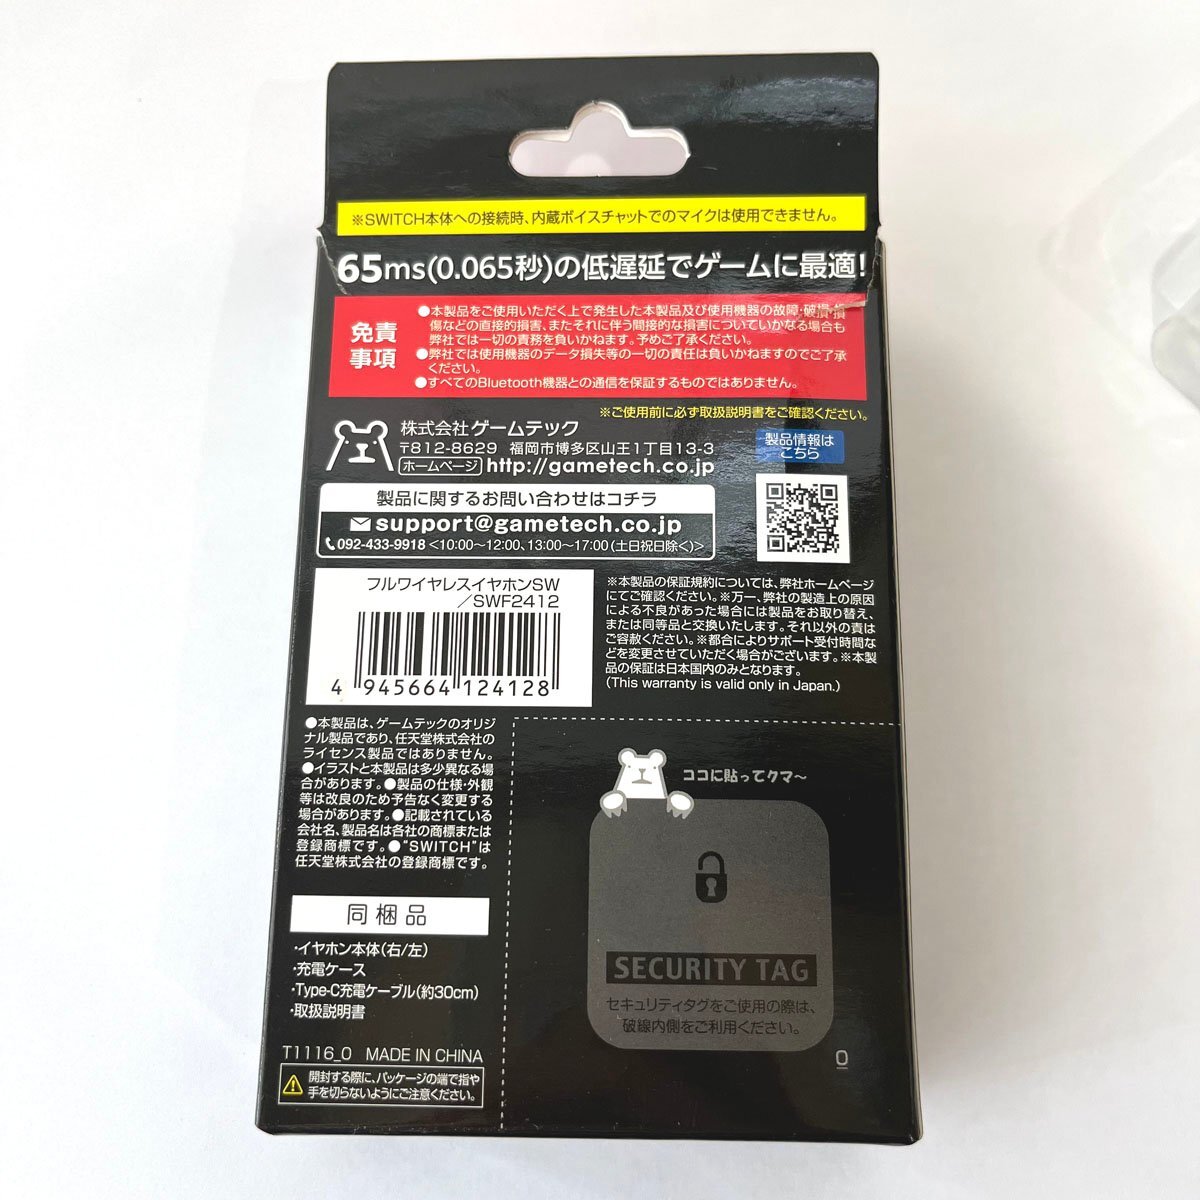 ※SWITCH本体への接続時、内蔵ボイスチャットでのマイクは使用できません。
65ms(0.065秒)の低遅延でゲームに最適!
免責
事項
●本製品をご使用いただく上で発生した本製品及び使用機器の故障・破損・損
傷などの直接的損害、またそれに伴う間接的な損害についていかなる場合も
弊社では一切の責務を負いかねます。予めご了承ください。
●弊社では使用機器のデータ損失等の一切の責任は負いかねますのでご了承
ください。
●すべてのBluetooth機器との通信を保証するものではありません。
※ご使用前に必ず取扱説明書をご確認ください。
株式会社ゲームテック
〒812-8629 福岡市博多区山王1丁目13-3
ホームページ http://gametech.co.jp
製品情報は
こちら
製品に関するお問い合わせはコチラ
support@gametech.co.jp
092-433-9918 <10:00~12:00、13:00~17:00(土日祝日除く)>
フルワイヤレスイヤホンSW
/SWF2412
4 945664 124128
※本製品の保証規約については、弊社ホームページ
にてご確認ください。※万一、弊社の製造上の原因
による不良があった場合には製品をお取り替え、
または同等品と交換いたします。それ以外の責は
ご容赦ください。※都合によりサポート受付時間な
どを変更させていただく場合がございます。※本製
品の保証は日本国内のみとなります。
(This warranty is valid only in Japan.)
●本製品は、ゲームテックのオリジ
ナル製品であり、任天堂株式会社の
ライセンス製品ではありません。
●イラストと本製品は多少異なる場
合があります。●製品の仕様・外観
等は改良のため予告なく変更する
場合があります。●記載されている
会社名、製品名は各社の商標または
登録商標です。●“SWITCH”は
任天堂株式会社の登録商標です。
同梱品
・イヤホン本体(右/左)
・充電ケース
・Type-C充電ケーブル(約30cm)
・取扱説明書
T1116_0 MADE IN CHINA
開封する際に、パッケージの端で指や
手を切らないようにご注意ください。
ココに貼ってクマ~
SECURITY TAG
セキュリティタグをご使用の際は、
破線内側をご利用ください。
0